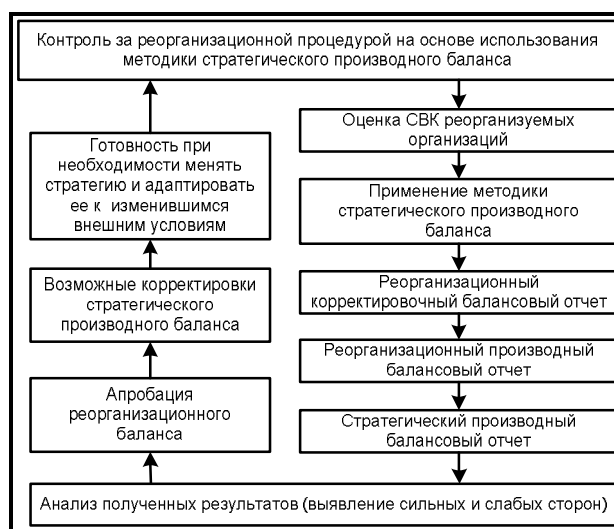 Контроль за реорганизационной процедурой на основе использования
методики стратегического производного баланса
Оценка СВК реорганизуемых
организаций
Применение методики
стратегического производного
баланса
Реорганизационный
корректировочный балансовый отчет
Реорганизационный производный
балансовый отчет
Стратегический производный
балансовый отчет
Готовность при
необходимости менять
стратегию и адаптировать
ее к изменившимся
внешним условиям
Возможные корректировки
стратегического
производного баланса
Апробация
реорганизационного
баланса
Анализ полученных результатов (выявление сильных и слабых сторон)